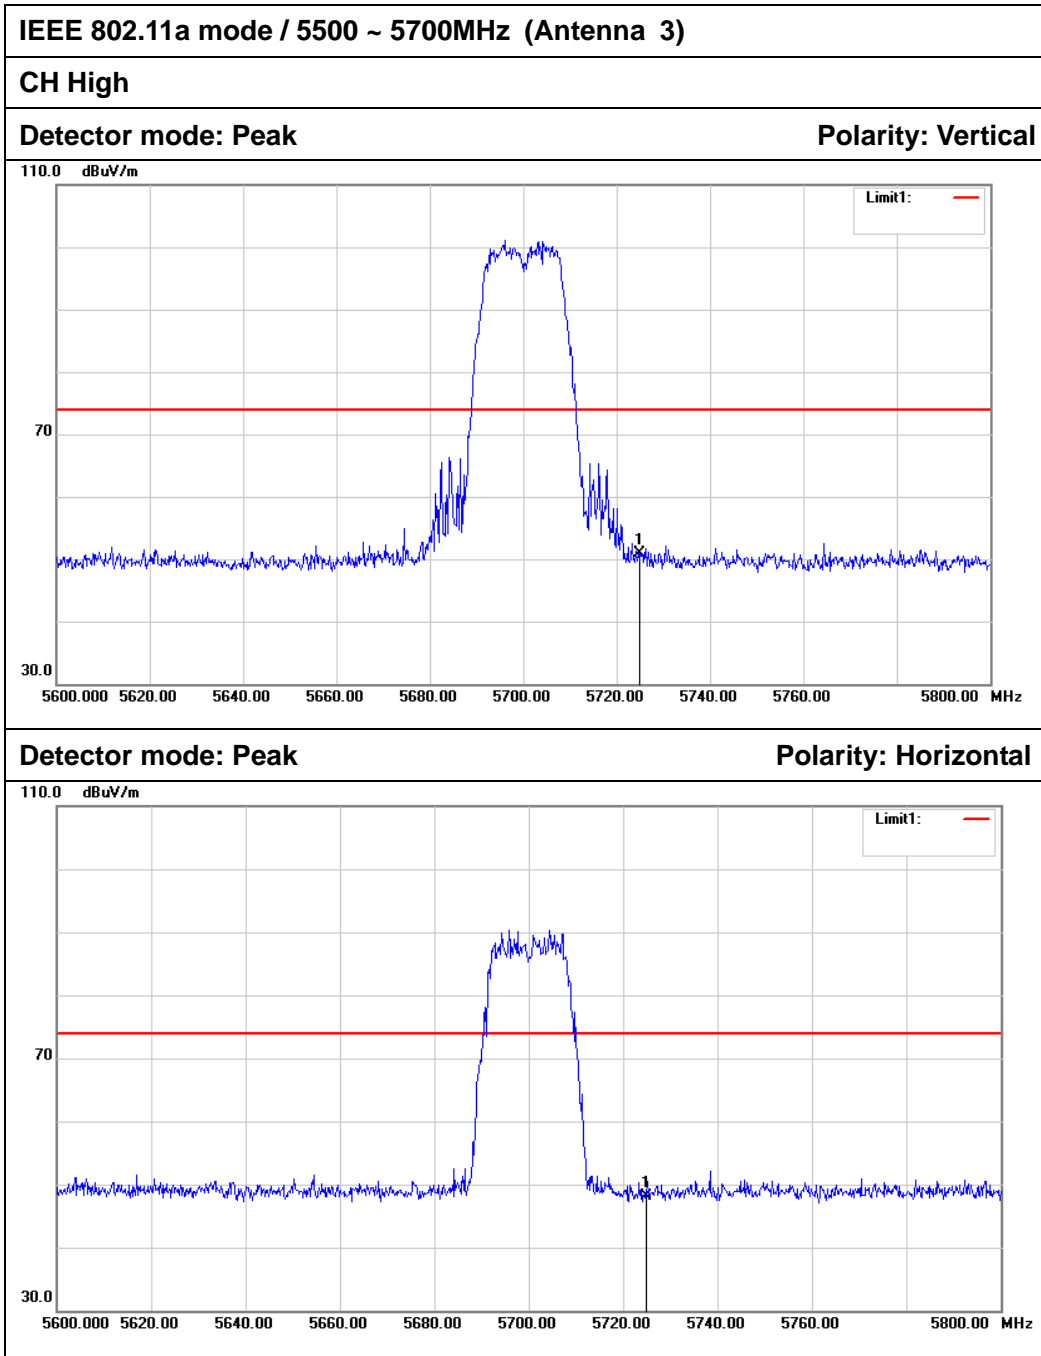 IEEE 802.11a mode / 5500 ~ 5700MHz (Antenna 3)
CH High
Detector mode: Peak Polarity: Vertical
110.0 dBuV/m
Limit1:
70
1
30.0
5600.000 5620.00 5640.00 5660.00 5680.00 5700.00 5720.00 5740.00 5760.00 5800.00 MHz
Detector mode: Peak Polarity: Horizontal
110.0 dBuV/m
Limit1:
70
1
30.0
5600.000 5620.00 5640.00 5660.00 5680.00 5700.00 5720.00 5740.00 5760.00 5800.00 MHz